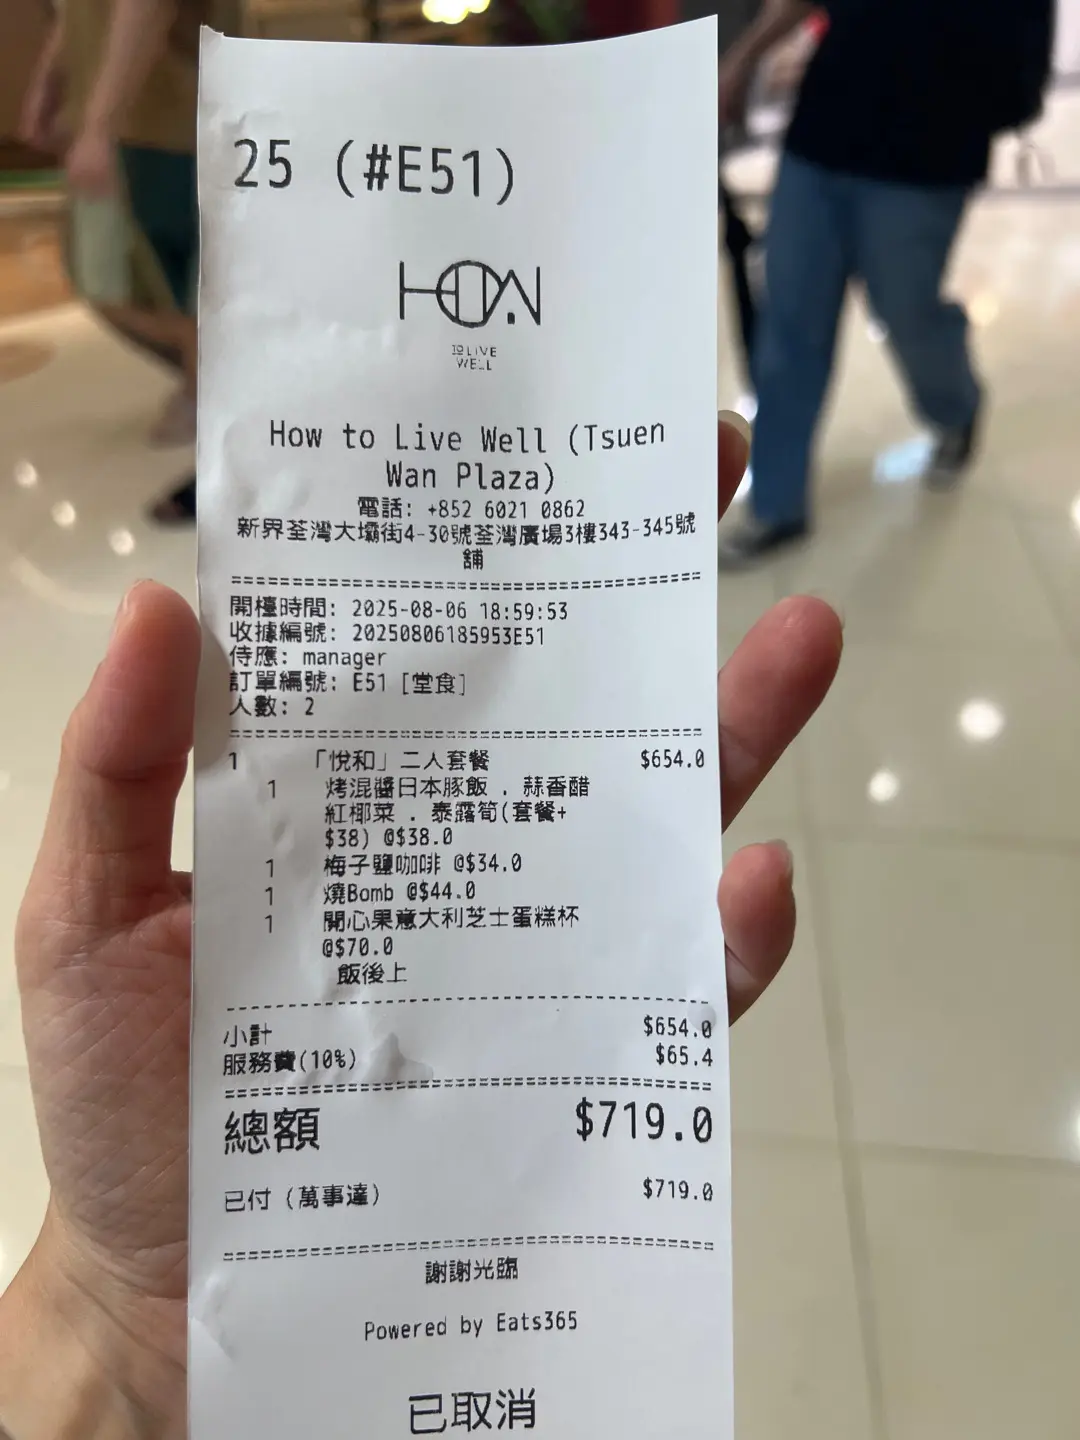 25 (#E51)
HOW
TO LIVE
WELL
How to Live Well (Tsuen
Wan Plaza)
電話: +852 6021 0862
新界荃灣大壩街4-30號荃灣廣場3樓343-345號
舖
開檯時間: 2025-08-06 18:59:53
收據編號: 20250806185953E51
侍應: manager
訂單編號: E51 [堂食]
人數: 2
1 「悅和」二人套餐 $654.0
1 烤混醬日本豚飯 . 蒜香醋
紅椰菜 . 泰露筍(套餐+
$38) @$38.0
1 梅子鹽咖啡 @$34.0
1 燒Bomb @$44.0
1 開心果意大利芝士蛋糕杯
@$70.0
飯後上
小計 $654.0
服務費(10%) $65.4
總額 $719.0
已付 (萬事達) $719.0
謝謝光臨
Powered by Eats365
已取消